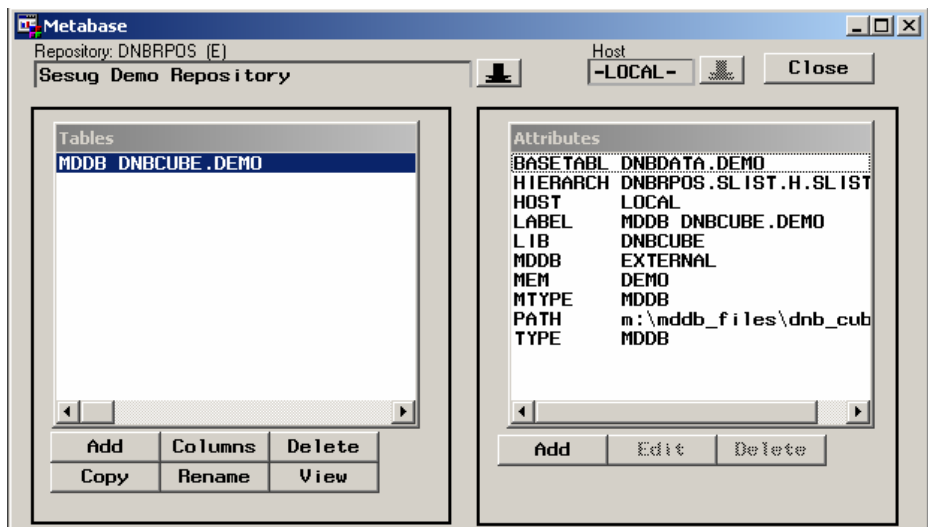 Metabase
Repository: DNBRPOS (E)
Host
Sesug Demo Repository
-LOCAL-
Close
Tables
MDDB DNBCUBE.DEMO
Add
Columns
Delete
Copy
Rename
View
Attributes
BASETABL DNBDATA.DEMO
HIERARCH DNBRPOS.SLIST.H.SLIST
HOST LOCAL
LABEL MDDB DNBCUBE.DEMO
LIB DNBCUBE
MDDB EXTERNAL
MEM DEMO
MTYPE MDDB
PATH m:\mddb_files\dnb_cub
TYPE MDDB
Add
Edit
Delete